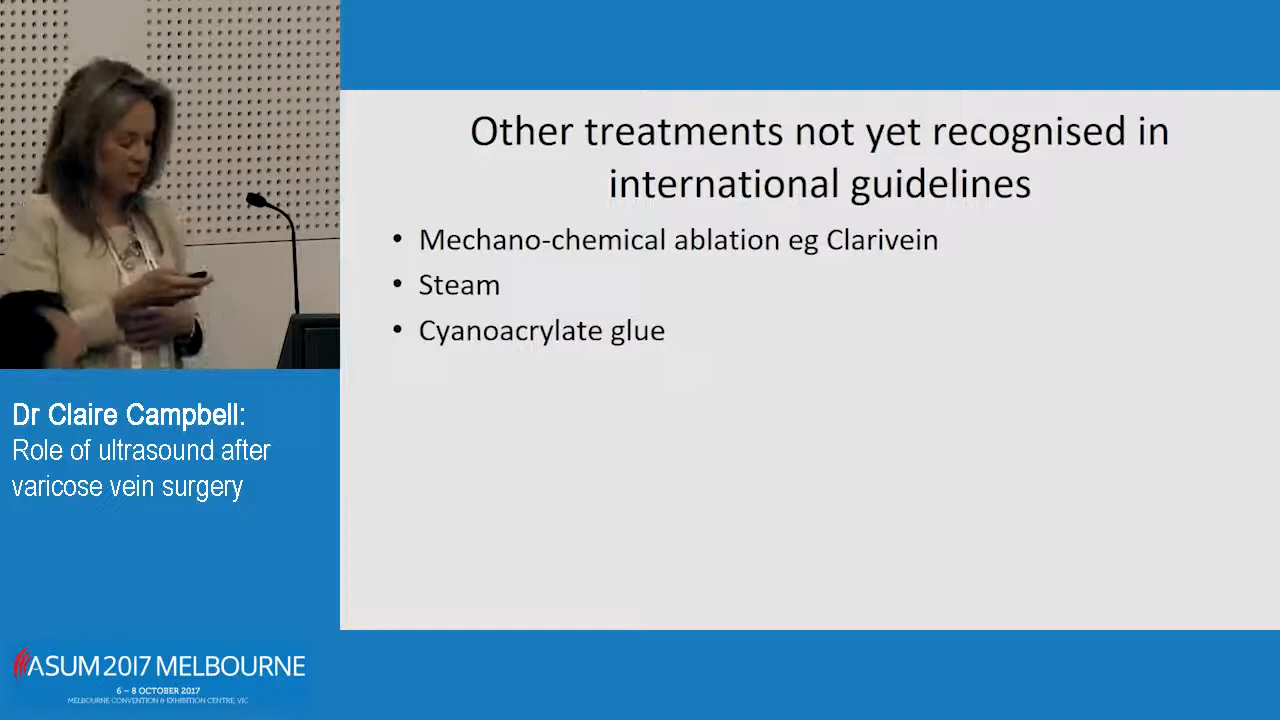 Other treatments not yet recognised in
international guidelines
• Mechano-chemical ablation eg Clarivein
• Steam
• Cyanoacrylate glue
Dr Claire Campbell:
Role of ultrasound after
varicose vein surgery
ASUM 2017 MELBOURNE
6 – 8 OCTOBER 2017
MELBOURNE CONVENTION & EXHIBITION CENTRE, VIC